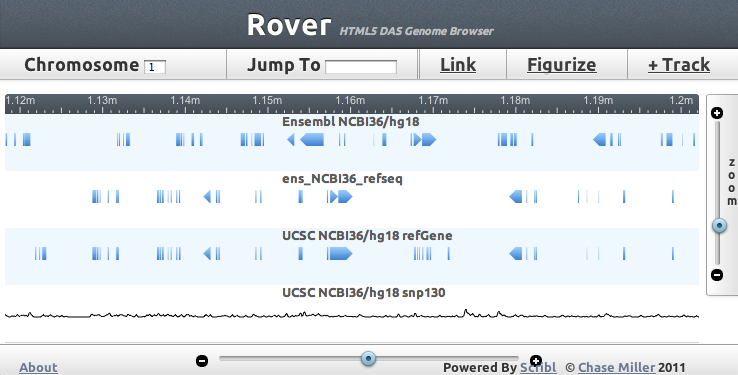 Rover HTML5 DAS Genome Browser
Chromosome 1 Jump To Link Figurize + Track
1.12m 1.13m 1.14m 1.15m 1.16m 1.17m 1.18m 1.19m 1.2m
Ensembl NCBI36/hg18
ens_NCBI36_refseq
UCSC NCBI36/hg18 refGene
UCSC NCBI36/hg18 snp130
zoom
About Powered By Scribl © Chase Miller 2011